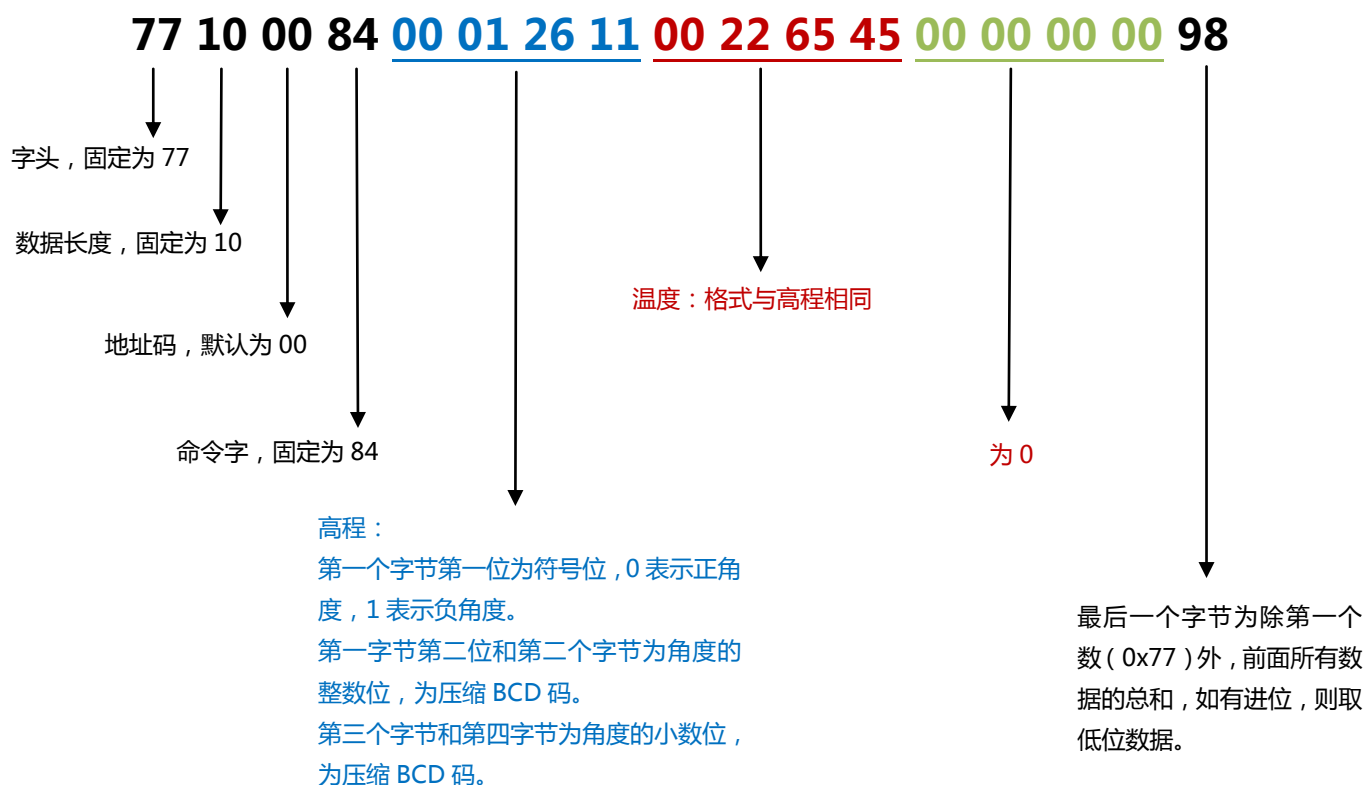 77 10 00 84 00 01 26 11 00 22 65 45 00 00 00 00 98
字头，固定为 77
数据长度，固定为 10
地址码，默认为 00
命令字，固定为 84
高程：
第一个字节第一位为符号位，0 表示正角
度，1 表示负角度。
第一字节第二位和第二个字节为角度的
整数位，为压缩 BCD 码。
第三个字节和第四字节为角度的小数位，
为压缩 BCD 码。
温度：格式与高程相同
为 0
最后一个字节为除第一个
数（0x77）外，前面所有数
据的总和，如有进位，则取
低位数据。